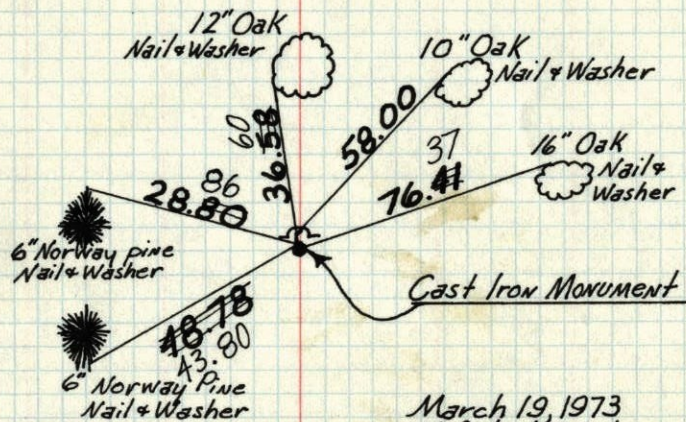 12" Oak
Nail & Washer
10" Oak
Nail & Washer
16" Oak
Nail &
Washer
60
36.58
58.00
37
76.41
86
28.80
6" Norway pine
Nail & Washer
Cast Iron Monument
48.78
43.80
6" Norway Pine
Nail & Washer
March 19, 1973